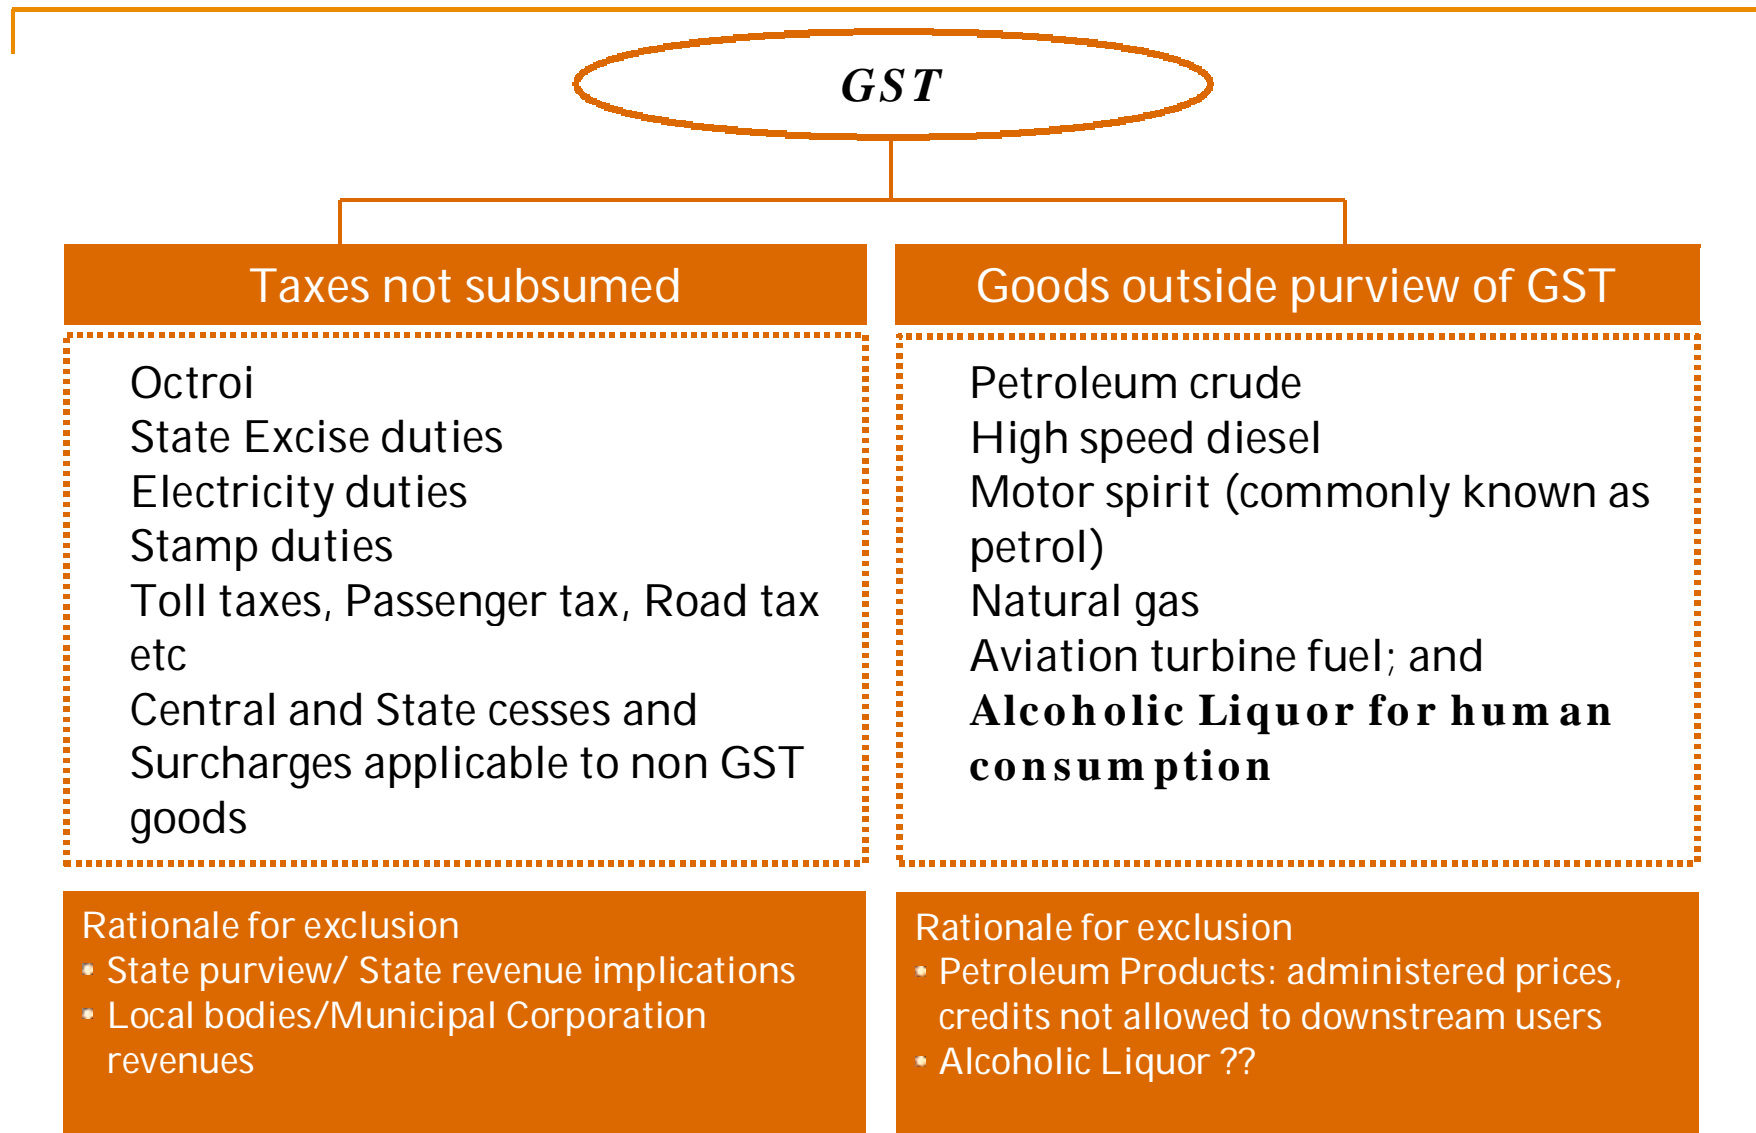 GST
Taxes not subsumed
Octroi
State Excise duties
Electricity duties
Stamp duties
Toll taxes, Passenger tax, Road tax
etc
Central and State cesses and
Surcharges applicable to non GST
goods
Rationale for exclusion
• State purview/ State revenue implications
• Local bodies/Municipal Corporation
revenues
Goods outside purview of GST
Petroleum crude
High speed diesel
Motor spirit (commonly known as
petrol)
Natural gas
Aviation turbine fuel; and
Alcoholic Liquor for human
consumption
Rationale for exclusion
• Petroleum Products: administered prices,
credits not allowed to downstream users
• Alcoholic Liquor ??